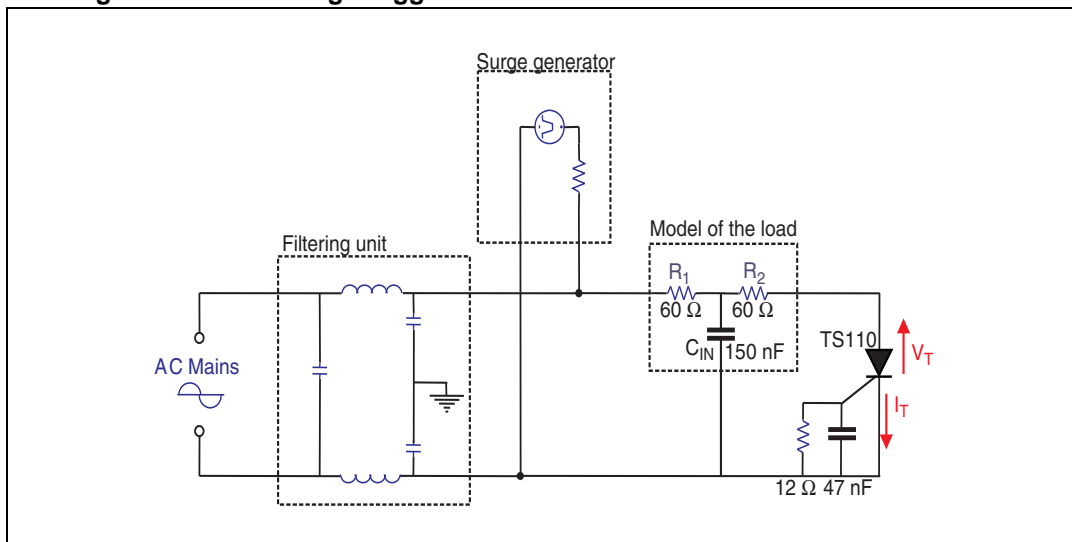 Surge generator
Model of the load
Filtering unit
R1
R2
60 Ω
60 Ω
CIN
150 nF
TS110
VT
AC Mains
IT
12 Ω
47 nF